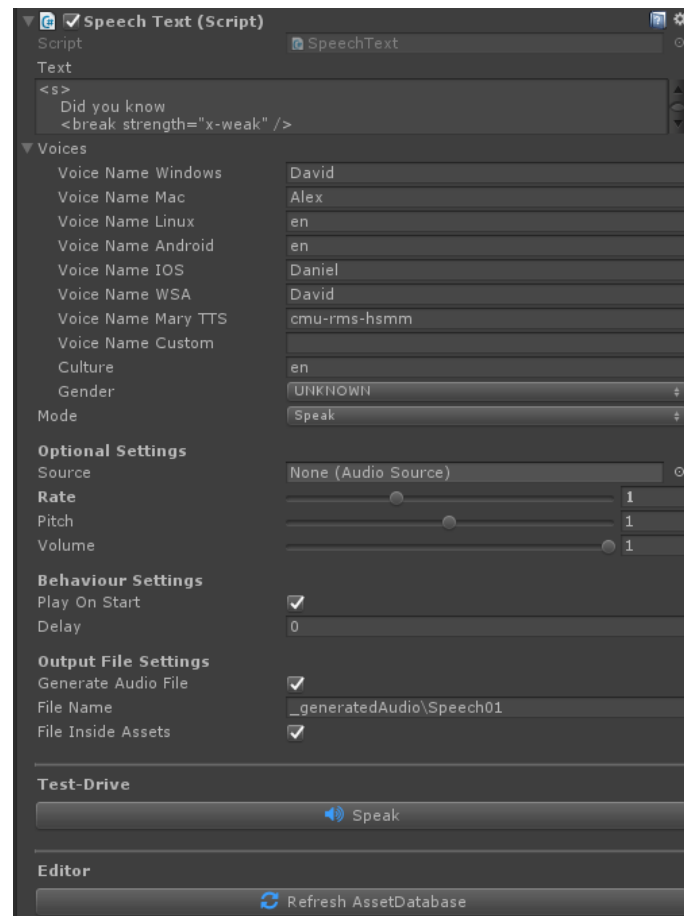 Speech Text (Script)
Script SpeechText
Text
<s>
Did you know
<break strength="x-weak" />
Voices
Voice Name Windows David
Voice Name Mac Alex
Voice Name Linux en
Voice Name Android en
Voice Name IOS Daniel
Voice Name WSA David
Voice Name Mary TTS cmu-rms-hsmm
Voice Name Custom
Culture en
Gender UNKNOWN
Mode Speak
Optional Settings
Source None (Audio Source)
Rate 1
Pitch 1
Volume 1
Behaviour Settings
Play On Start
Delay 0
Output File Settings
Generate Audio File
File Name _generatedAudio\Speech01
File Inside Assets
Test-Drive
Speak
Editor
Refresh AssetDatabase